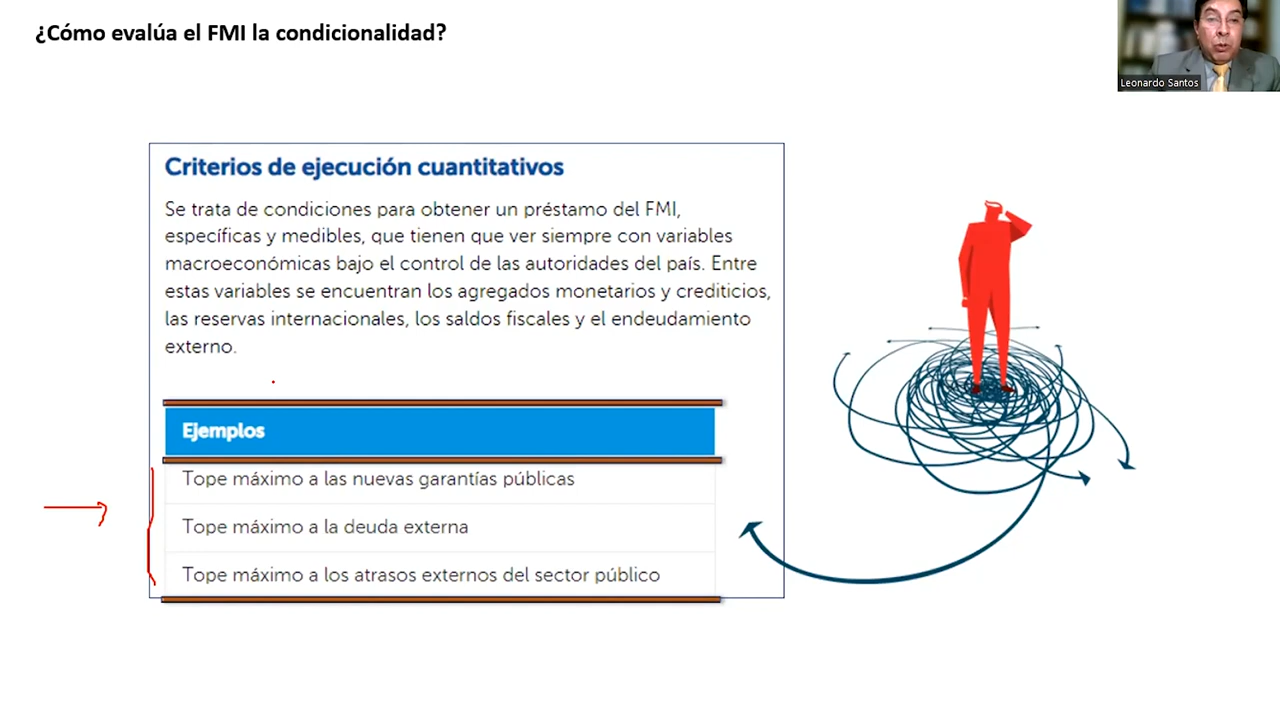 ¿Cómo evalúa el FMI la condicionalidad?
Leonardo Santos
Criterios de ejecución cuantitativos
Se trata de condiciones para obtener un préstamo del FMI,
específicas y medibles, que tienen que ver siempre con variables
macroeconómicas bajo el control de las autoridades del país. Entre
estas variables se encuentran los agregados monetarios y crediticios,
las reservas internacionales, los saldos fiscales y el endeudamiento
externo.
Ejemplos
Tope máximo a las nuevas garantías públicas
Tope máximo a la deuda externa
Tope máximo a los atrasos externos del sector público